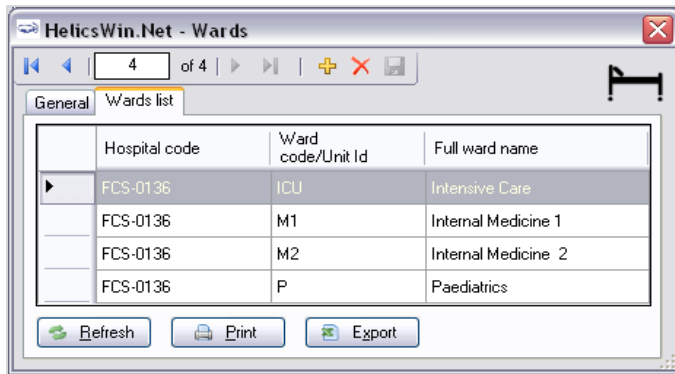 HelicsWin.Net - Wards
4 of 4
General Wards list
Hospital code Ward code/Unit Id Full ward name
FCS-0136 ICU Intensive Care
FCS-0136 M1 Internal Medicine 1
FCS-0136 M2 Internal Medicine 2
FCS-0136 P Paediatrics
Refresh Print Export